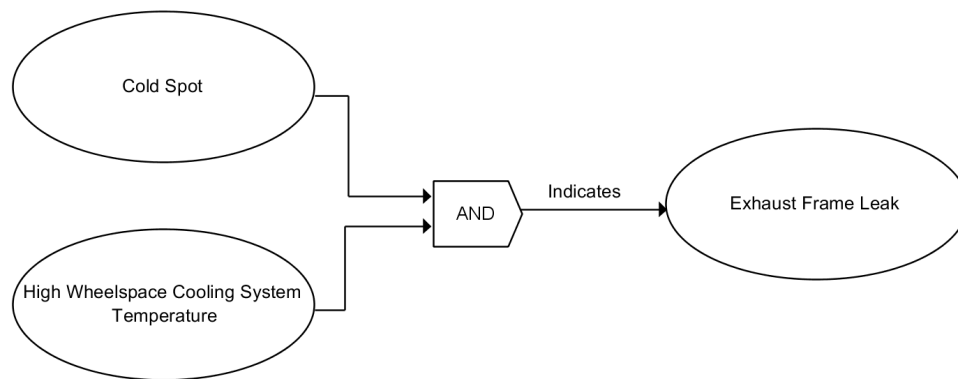 Cold Spot
High Wheelspace Cooling System
Temperature
AND
Indicates
Exhaust Frame Leak